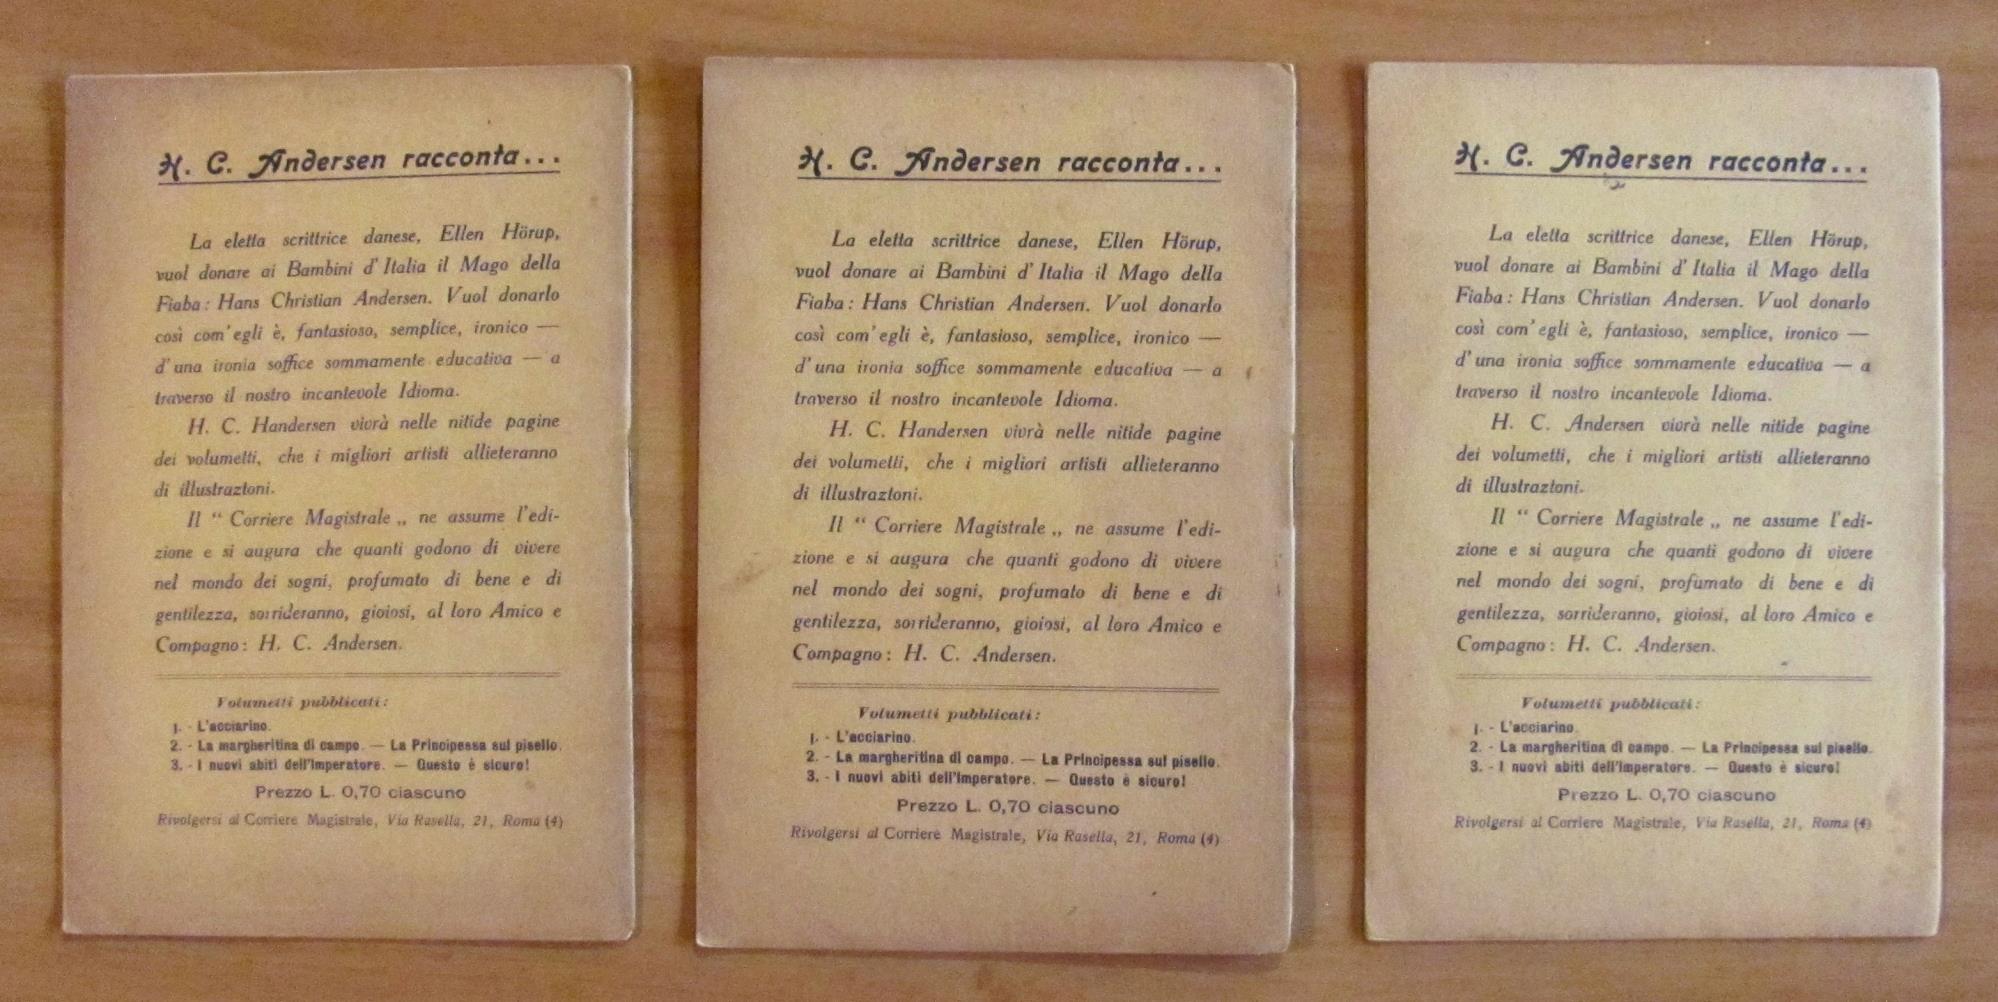 H. C. Andersen racconta...
La eletta scrittrice danese, Ellen Hörup,
vuol donare ai Bambini d'Italia il Mago della
Fiaba: Hans Christian Andersen. Vuol donarlo
così com'egli è, fantasioso, semplice, ironico —
d'una ironia soffice sommamente educativa — a
traverso il nostro incantevole Idioma.
H. C. Handersen vivrà nelle nitide pagine
dei volumetti, che i migliori artisti allieteranno
di illustrazioni.
Il “ Corriere Magistrale „ ne assume l'edi-
zione e si augura che quanti godono di vivere
nel mondo dei sogni, profumato di bene e di
gentilezza, sorrideranno, gioiosi, al loro Amico e
Compagno: H. C. Andersen.
Volumetti pubblicati:
1. - L'acciarino.
2. - La margheritina di campo. — La Principessa sul pisello.
3. - I nuovi abiti dell'Imperatore. — Questo è sicuro!
Prezzo L. 0,70 ciascuno
Rivolgersi al Corriere Magistrale, Via Rasella, 21, Roma (4)
H. C. Andersen racconta...
La eletta scrittrice danese, Ellen Hörup,
vuol donare ai Bambini d'Italia il Mago della
Fiaba: Hans Christian Andersen. Vuol donarlo
così com'egli è, fantasioso, semplice, ironico —
d'una ironia soffice sommamente educativa — a
traverso il nostro incantevole Idioma.
H. C. Handersen vivrà nelle nitide pagine
dei volumetti, che i migliori artisti allieteranno
di illustrazioni.
Il “ Corriere Magistrale „ ne assume l'edi-
zione e si augura che quanti godono di vivere
nel mondo dei sogni, profumato di bene e di
gentilezza, sorrideranno, gioiosi, al loro Amico e
Compagno: H. C. Andersen.
Volumetti pubblicati:
1. - L'acciarino.
2. - La margheritina di campo. — La Principessa sul pisello.
3. - I nuovi abiti dell'Imperatore. — Questo è sicuro!
Prezzo L. 0,70 ciascuno
Rivolgersi al Corriere Magistrale, Via Rasella, 21, Roma (4)
H. C. Andersen racconta...
La eletta scrittrice danese, Ellen Hörup,
vuol donare ai Bambini d'Italia il Mago della
Fiaba: Hans Christian Andersen. Vuol donarlo
così com'egli è, fantasioso, semplice, ironico —
d'una ironia soffice sommamente educativa — a
traverso il nostro incantevole Idioma.
H. C. Andersen vivrà nelle nitide pagine
dei volumetti, che i migliori artisti allieteranno
di illustrazioni.
Il “ Corriere Magistrale „ ne assume l'edi-
zione e si augura che quanti godono di vivere
nel mondo dei sogni, profumato di bene e di
gentilezza, sorrideranno, gioiosi, al loro Amico e
Compagno: H. C. Andersen.
Volumetti pubblicati:
1. - L'acciarino.
2. - La margheritina di campo. — La Principessa sul pisello.
3. - I nuovi abiti dell'Imperatore. — Questo è sicuro!
Prezzo L. 0,70 ciascuno
Rivolgersi al Corriere Magistrale, Via Rasella, 21, Roma (4)